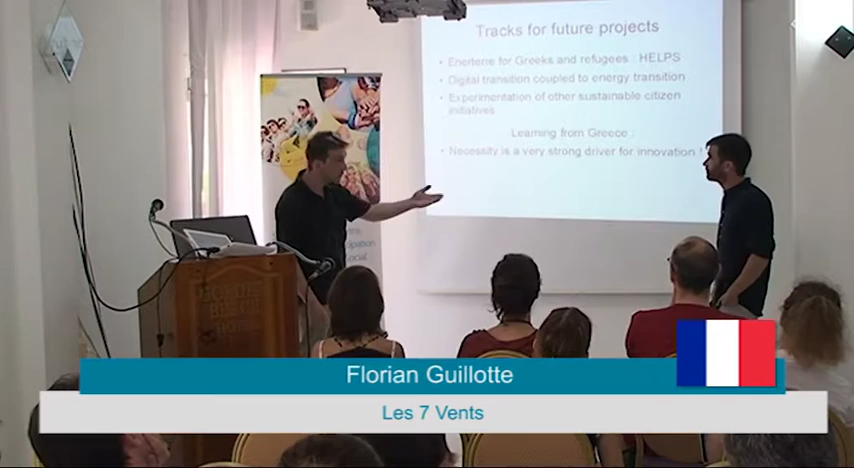 Tracks for future projects
• Enerterre for Greeks and refugees : HELPS
• Digital transition coupled to energy transition
• Experimentation of other sustainable citizen
initiatives
Learning from Greece :
• Necessity is a very strong driver for innovation !
Florian Guillotte
Les 7 Vents